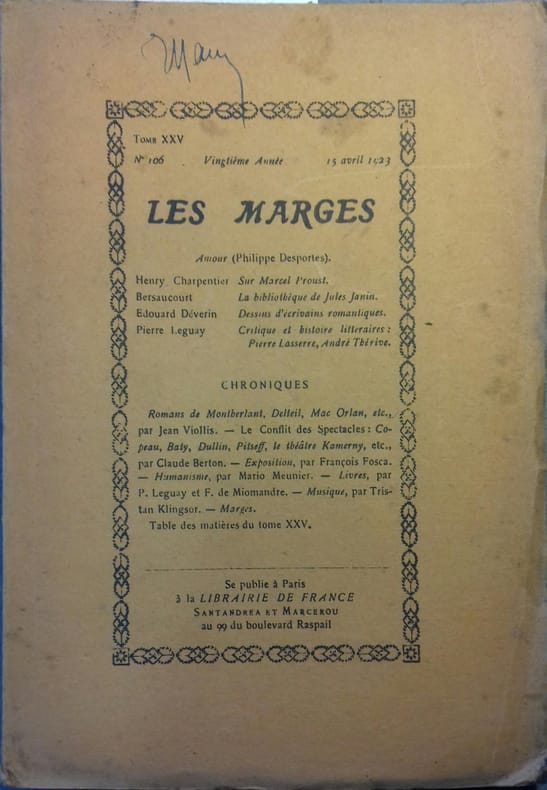 Tome XXV
N° 106 Vingtième Année 15 avril 1923
LES MARGES
Amour (Philippe Desportes).
Henry Charpentier Sur Marcel Proust.
Bersaucourt La bibliothèque de Jules Janin.
Edouard Déverin Dessins d'écrivains romantiques.
Pierre Leguay Critique et histoire littéraires :
Pierre Lasserre, André Thérive.
CHRONIQUES
Romans de Montherlant, Delteil, Mac Orlan, etc.,
par Jean Viollis. — Le Conflit des Spectacles : Co-
peau, Baty, Dullin, Pitoeff, le théâtre Kamerny, etc.,
par Claude Berton. — Exposition, par François Fosca.
— Humanisme, par Mario Meunier. — Livres, par
P. Leguay et F. de Miomandre. — Musique, par Tris-
tan Klingsor. — Marges.
Table des matières du tome XXV.
Se publie à Paris
à la LIBRAIRIE DE FRANCE
Santandrea et Marcerou
au 99 du boulevard Raspail